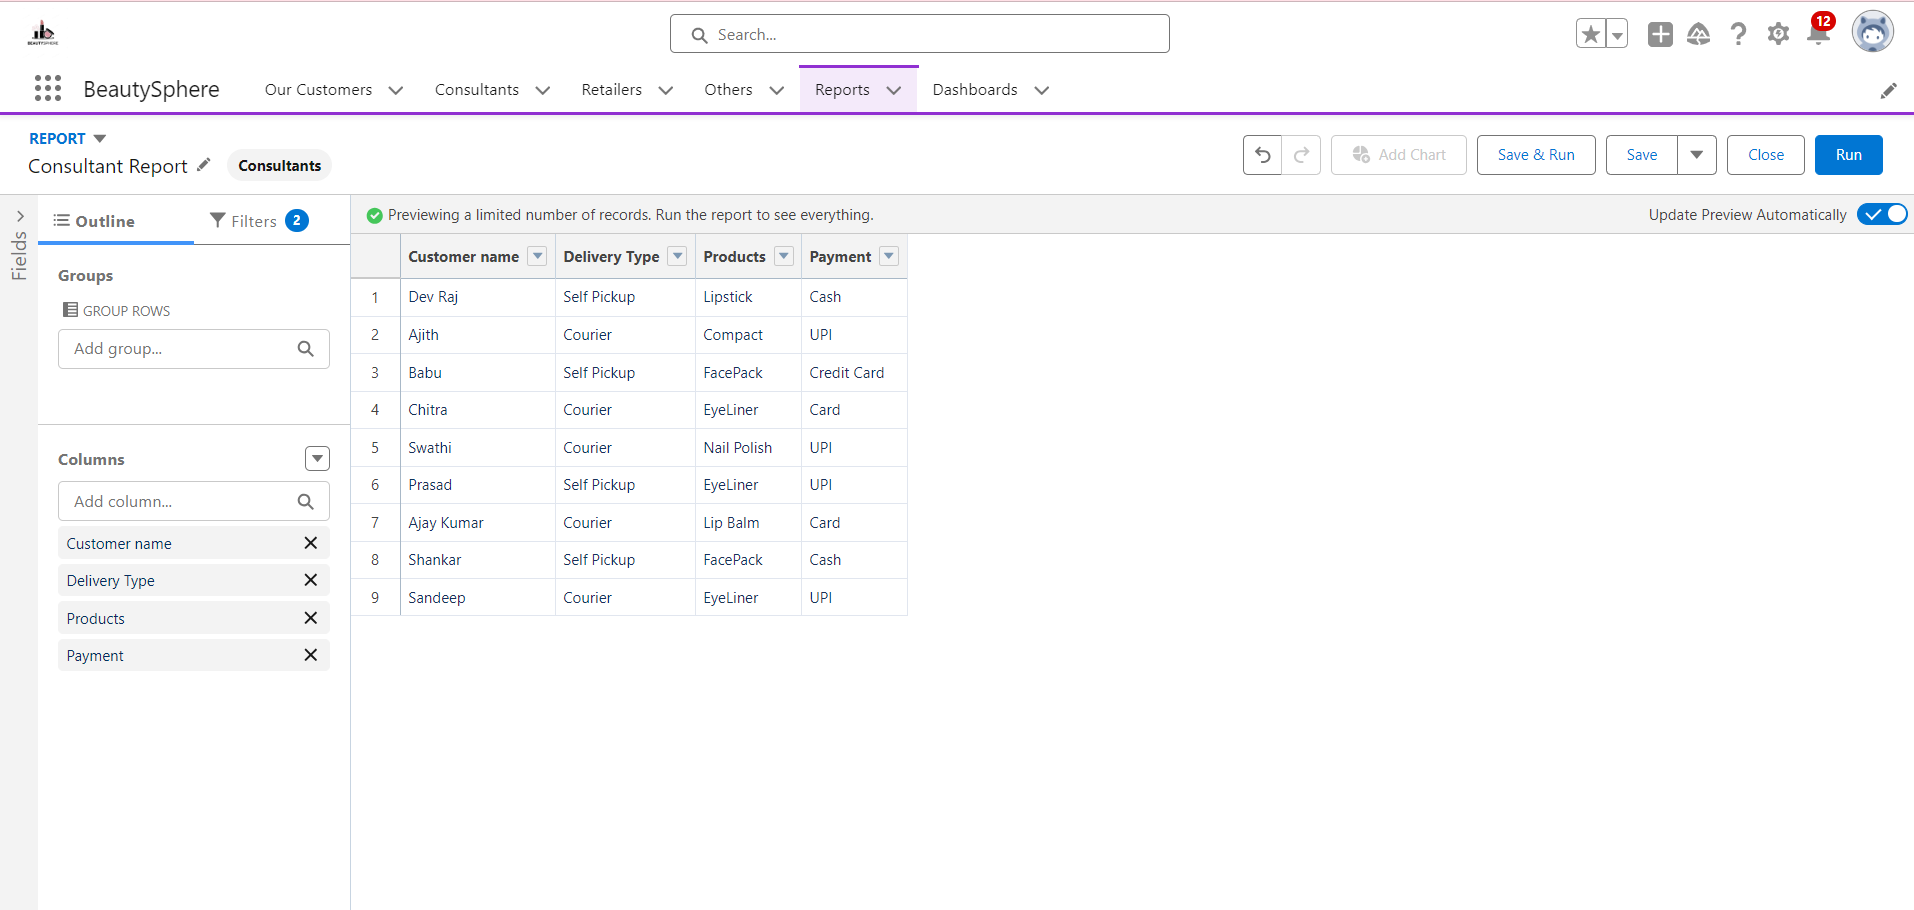 BEAUTYSPHERE
Search...
12
BeautySphere Our Customers Consultants Retailers Others Reports Dashboards
REPORT
Consultant Report Consultants
Add Chart Save & Run Save Close Run
Fields
Outline Filters 2
Previewing a limited number of records. Run the report to see everything. Update Preview Automatically
Groups
GROUP ROWS
Add group...
Columns
Add column...
Customer name
Delivery Type
Products
Payment
Customer name Delivery Type Products Payment
1 Dev Raj Self Pickup Lipstick Cash
2 Ajith Courier Compact UPI
3 Babu Self Pickup FacePack Credit Card
4 Chitra Courier EyeLiner Card
5 Swathi Courier Nail Polish UPI
6 Prasad Self Pickup EyeLiner UPI
7 Ajay Kumar Courier Lip Balm Card
8 Shankar Self Pickup FacePack Cash
9 Sandeep Courier EyeLiner UPI